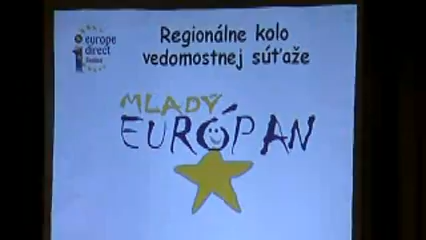 europe
direct
Regionálne kolo
vedomostnej súťaže
MLADÝ
EURÓPAN